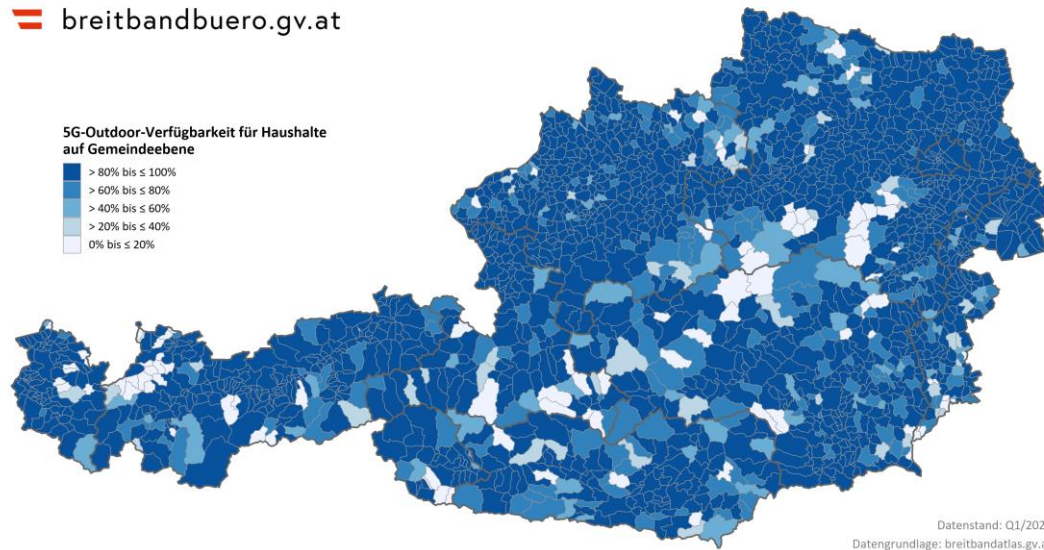 breitbandbuero.gv.at
5G-Outdoor-Verfügbarkeit für Haushalte
auf Gemeindeebene
> 80% bis ≤ 100%
> 60% bis ≤ 80%
> 40% bis ≤ 60%
> 20% bis ≤ 40%
0% bis ≤ 20%
Datenstand: Q1/202
Datengrundlage: breitbandatlas.gv.a